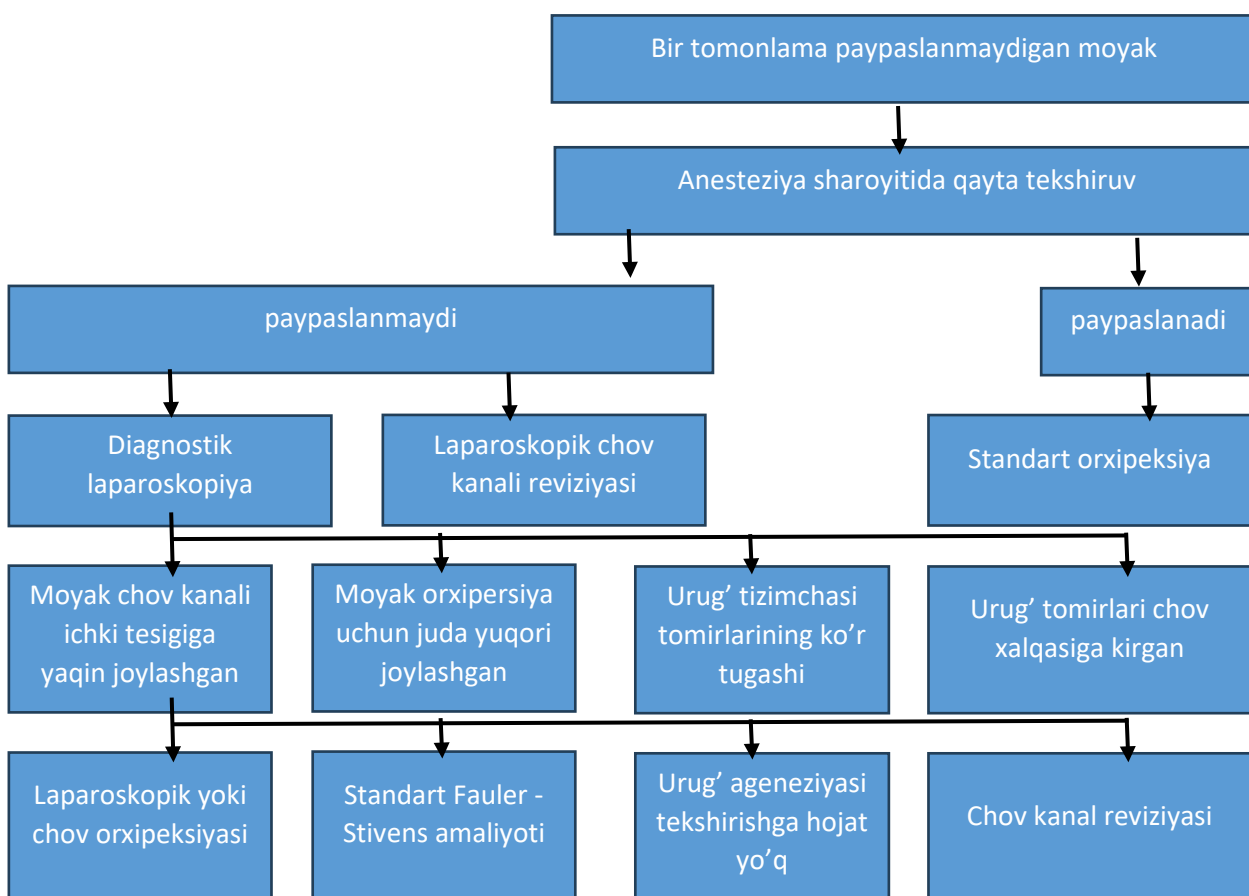 Bir tomonlama paypaslanmaydigan moyak
Anesteziya sharoyitida qayta tekshiruv
paypaslanmaydi
paypaslanadi
Diagnostik
laparoskopiya
Laparoskopik chov
kanali reviziyasi
Standart orxipeksiya
Moyak chov kanali
ichki tesigiga
yaqin joylashgan
Moyak orxipersiya
uchun juda yuqori
joylashgan
Urug’ tizimchasi
tomirlarining ko’r
tugashi
Urug’ tomirlari chov
xalqasiga kirgan
Laparoskopik yoki
chov orxipeksiyasi
Standart Fauler -
Stivens amaliyoti
Urug’ ageneziyasi
tekshirishga hojat
yo’q
Chov kanal reviziyasi